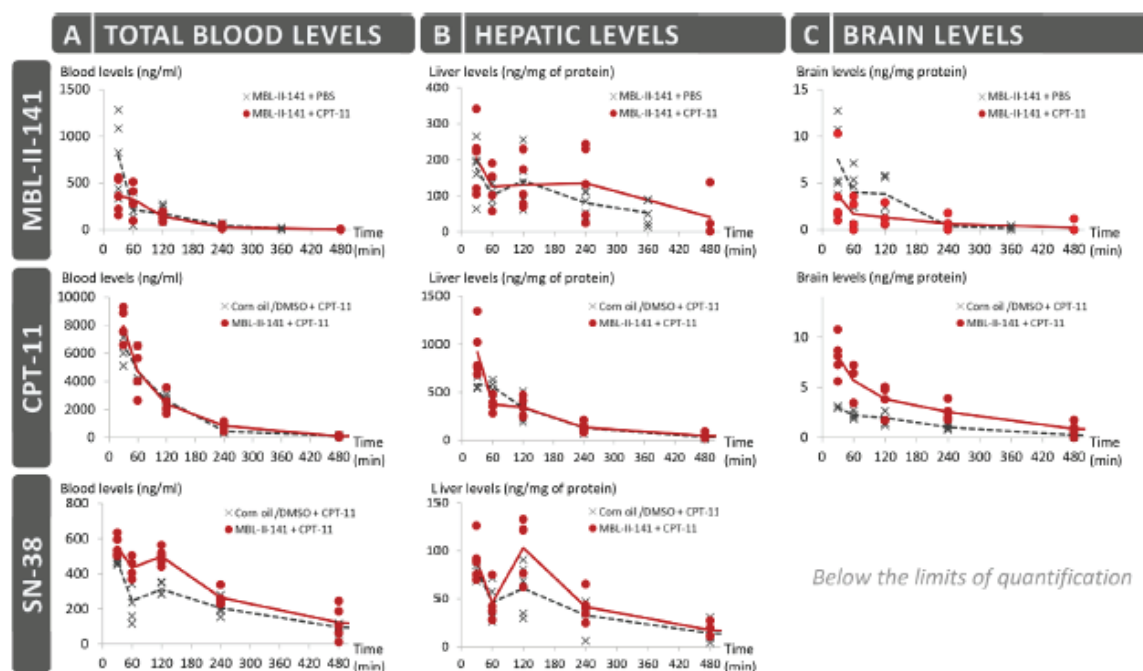 A TOTAL BLOOD LEVELS
B HEPATIC LEVELS
C BRAIN LEVELS
MBL-II-141
Blood levels (ng/ml)
1500
1000
500
0
× MBL-II-141 + PBS
● MBL-II-141 + CPT-11
0 60 120 180 240 300 360 420 480
Time
(min)
Liver levels (ng/mg of protein)
400
300
200
100
0
× MBL-II-141 + PBS
● MBL-II-141 + CPT-11
0 60 120 180 240 300 360 420 480
Time
(min)
Brain levels (ng/mg protein)
15
10
5
0
× MBL-II-141 + PBS
● MBL-II-141 + CPT-11
0 60 120 180 240 300 360 420 480
Time
(min)
CPT-11
Blood levels (ng/ml)
10000
8000
6000
4000
2000
0
× Corn oil /DMSO + CPT-11
● MBL-II-141 + CPT-11
0 60 120 180 240 300 360 420 480
Time
(min)
Liver levels (ng/mg of protein)
1500
1000
500
0
× Corn oil /DMSO + CPT-11
● MBL-II-141 + CPT-11
0 60 120 180 240 300 360 420 480
Time
(min)
Brain levels (ng/mg protein)
15
10
5
0
× Corn oil /DMSO + CPT-11
● MBL-II-141 + CPT-11
0 60 120 180 240 300 360 420 480
Time
(min)
SN-38
Blood levels (ng/ml)
800
600
400
200
0
× Corn oil /DMSO + CPT-11
● MBL-II-141 + CPT-11
0 60 120 180 240 300 360 420 480
Time
(min)
Liver levels (ng/mg of protein)
150
100
50
0
× Corn oil /DMSO + CPT-11
● MBL-II-141 + CPT-11
0 60 120 180 240 300 360 420 480
Time
(min)
Below the limits of quantification